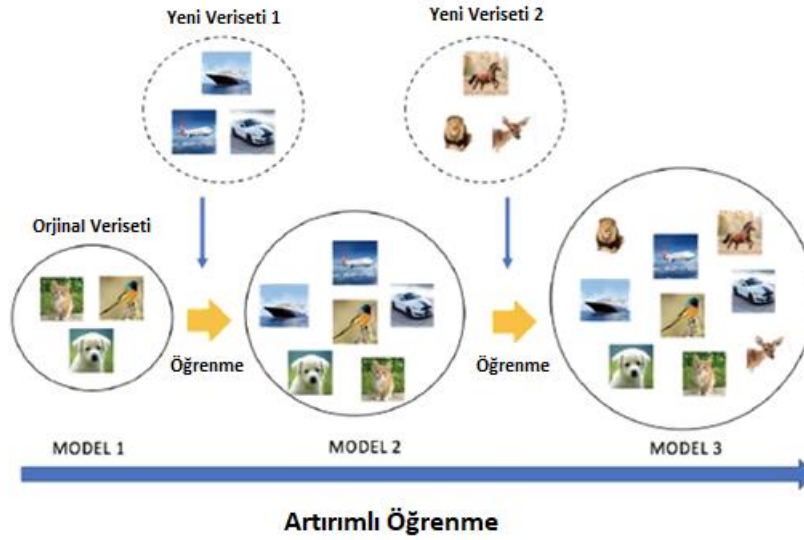 Yeni Veriseti 1
Yeni Veriseti 2
Orjinal Veriseti
Öğrenme
Öğrenme
MODEL 1
MODEL 2
MODEL 3
Artırımlı Öğrenme